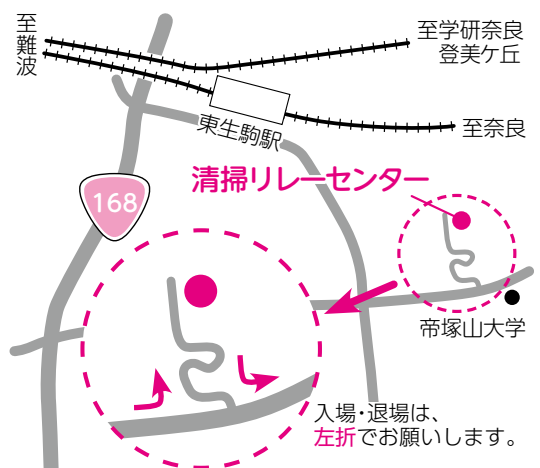 至難波
至学研奈良
登美ケ丘
東生駒駅
至奈良
清掃リレーセンター
168
帝塚山大学
入場・退場は、
左折でお願いします。